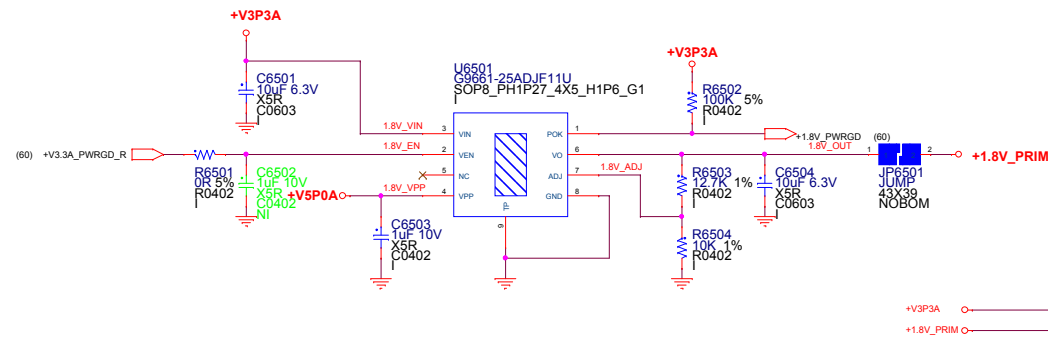 +V3P3A
C6501
10uF 6.3V
X5R
C0603
I
U6501
G9661-25ADJF11U
SOP8_PH1P27_4X5_H1P6_G1
I
+V3P3A
R6502
100K 5%
R0402
I
1.8V_VIN
3 VIN
POK 1
+1.8V_PWRGD (60)
(60) +V3.3A_PWRGD_R
1.8V_EN
2 VEN
VO 6
1.8V_OUT
1 2
+1.8V_PRIM
JP6501
JUMP
43X39
NOBOM
R6501
0R 5%
R0402
I
C6502
1uF 10V
X5R
C0402
NI
5 NC
ADJ 7
1.8V_ADJ
+V5P0A
1.8V_VPP
4 VPP
GND 8
TP
9
R6503
12.7K 1%
R0402
I
C6504
10uF 6.3V
X5R
C0603
I
C6503
1uF 10V
X5R
C0402
I
R6504
10K 1%
R0402
I
+V3P3A
+1.8V_PRIM